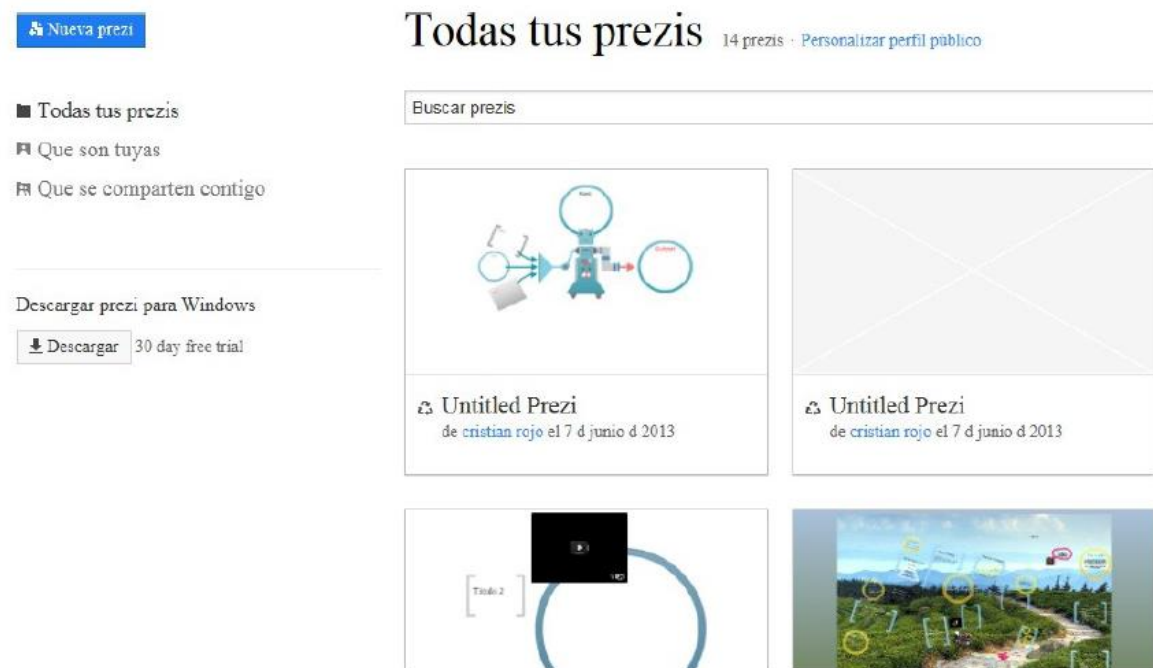 Nueva prezi
Todas tus prezis 14 prezis · Personalizar perfil público
Todas tus prezis
Que son tuyas
Que se comparten contigo
Buscar prezis
Descargar prezi para Windows
Descargar 30 day free trial
Untitled Prezi
de cristian rojo el 7 d junio d 2013
Untitled Prezi
de cristian rojo el 7 d junio d 2013
Título 2